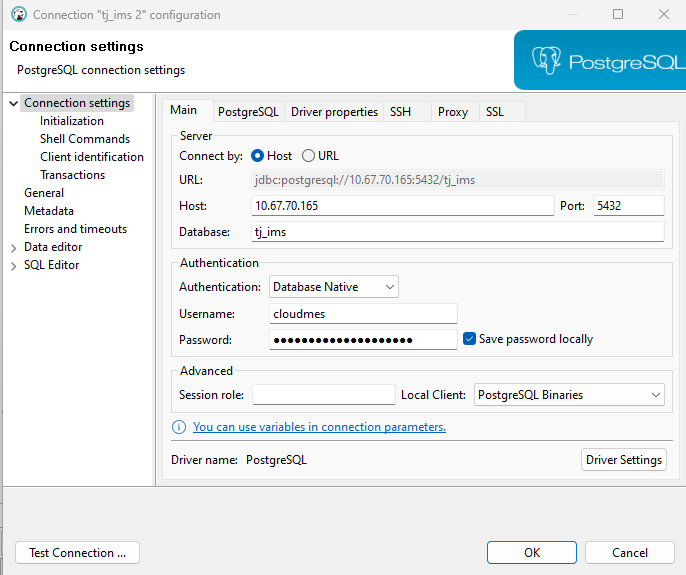 Connection "tj_ims 2" configuration
Connection settings
PostgreSQL connection settings
PostgreSQL
Connection settings
Initialization
Shell Commands
Client identification
Transactions
General
Metadata
Errors and timeouts
Data editor
SQL Editor
Main PostgreSQL Driver properties SSH Proxy SSL
Server
Connect by: Host URL
URL: jdbc:postgresql://10.67.70.165:5432/tj_ims
Host: 10.67.70.165 Port: 5432
Database: tj_ims
Authentication
Authentication: Database Native
Username: cloudmes
Password: ●●●●●●●●●●●●●●●●●●●● Save password locally
Advanced
Session role: Local Client: PostgreSQL Binaries
You can use variables in connection parameters.
Driver name: PostgreSQL Driver Settings
Test Connection ... OK Cancel